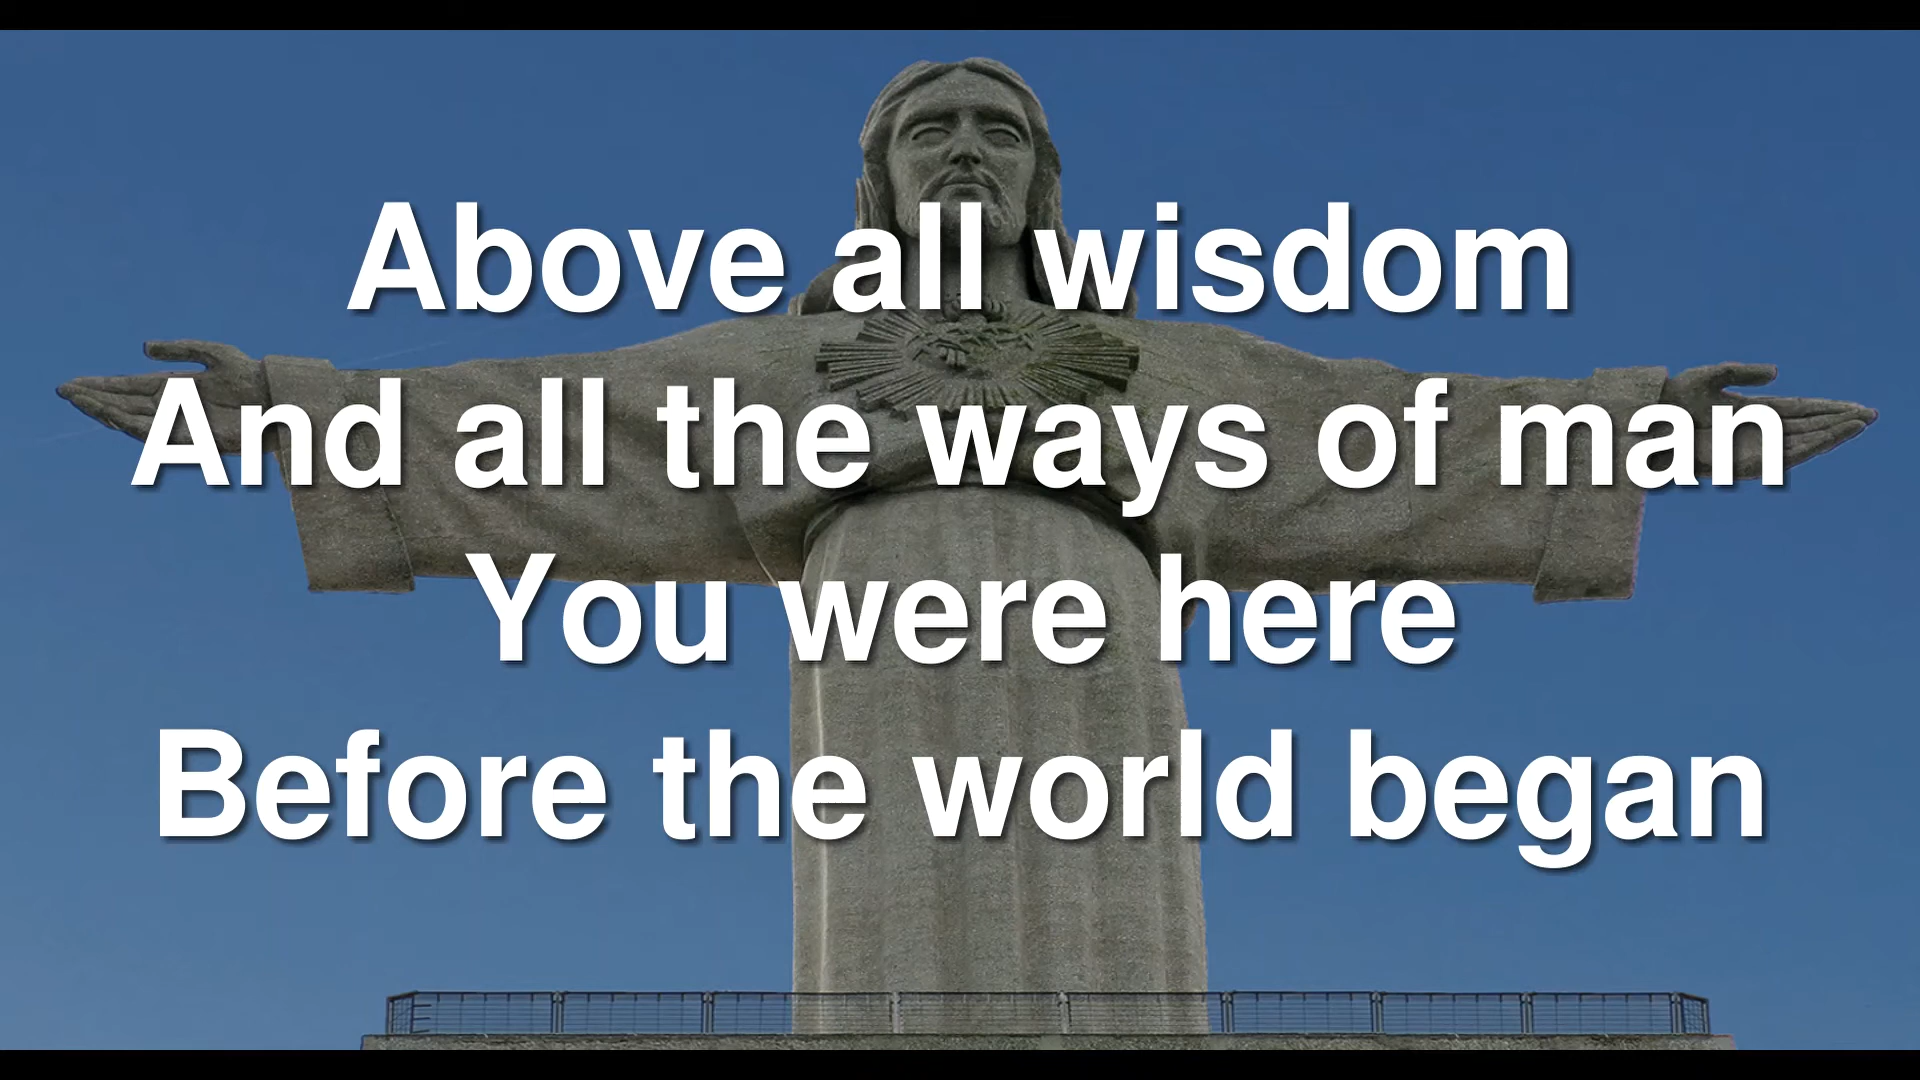 Above all wisdom
And all the ways of man
You were here
Before the world began